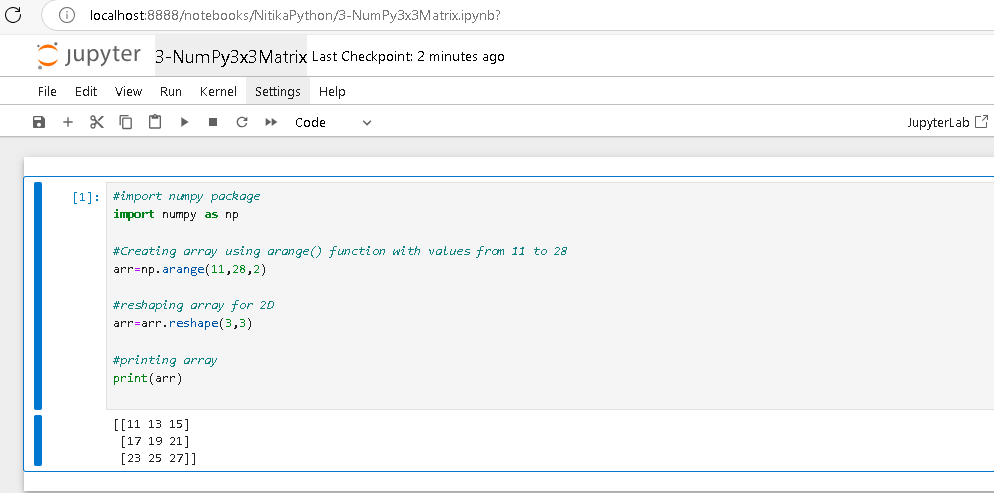 localhost:8888/notebooks/NitikaPython/3-NumPy3x3Matrix.ipynb?
jupyter 3-NumPy3x3Matrix Last Checkpoint: 2 minutes ago
File Edit View Run Kernel Settings Help
Code JupyterLab
[1]: #import numpy package
import numpy as np
#Creating array using arange() function with values from 11 to 28
arr=np.arange(11,28,2)
#reshaping array for 2D
arr=arr.reshape(3,3)
#printing array
print(arr)
[[11 13 15]
[17 19 21]
[23 25 27]]